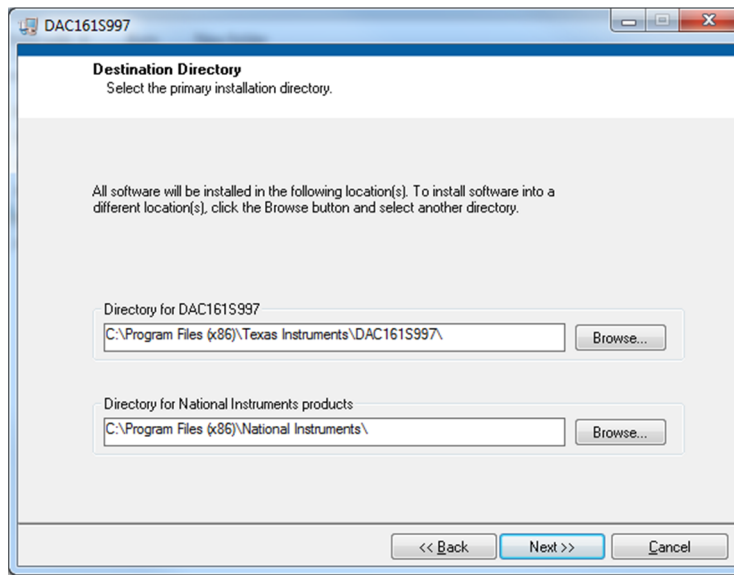 DAC161S997
Destination Directory
Select the primary installation directory.
All software will be installed in the following location(s). To install software into a
different location(s), click the Browse button and select another directory.
Directory for DAC161S997
C:\Program Files (x86)\Texas Instruments\DAC161S997\
Browse...
Directory for National Instruments products
C:\Program Files (x86)\National Instruments\
Browse...
<< Back
Next >>
Cancel